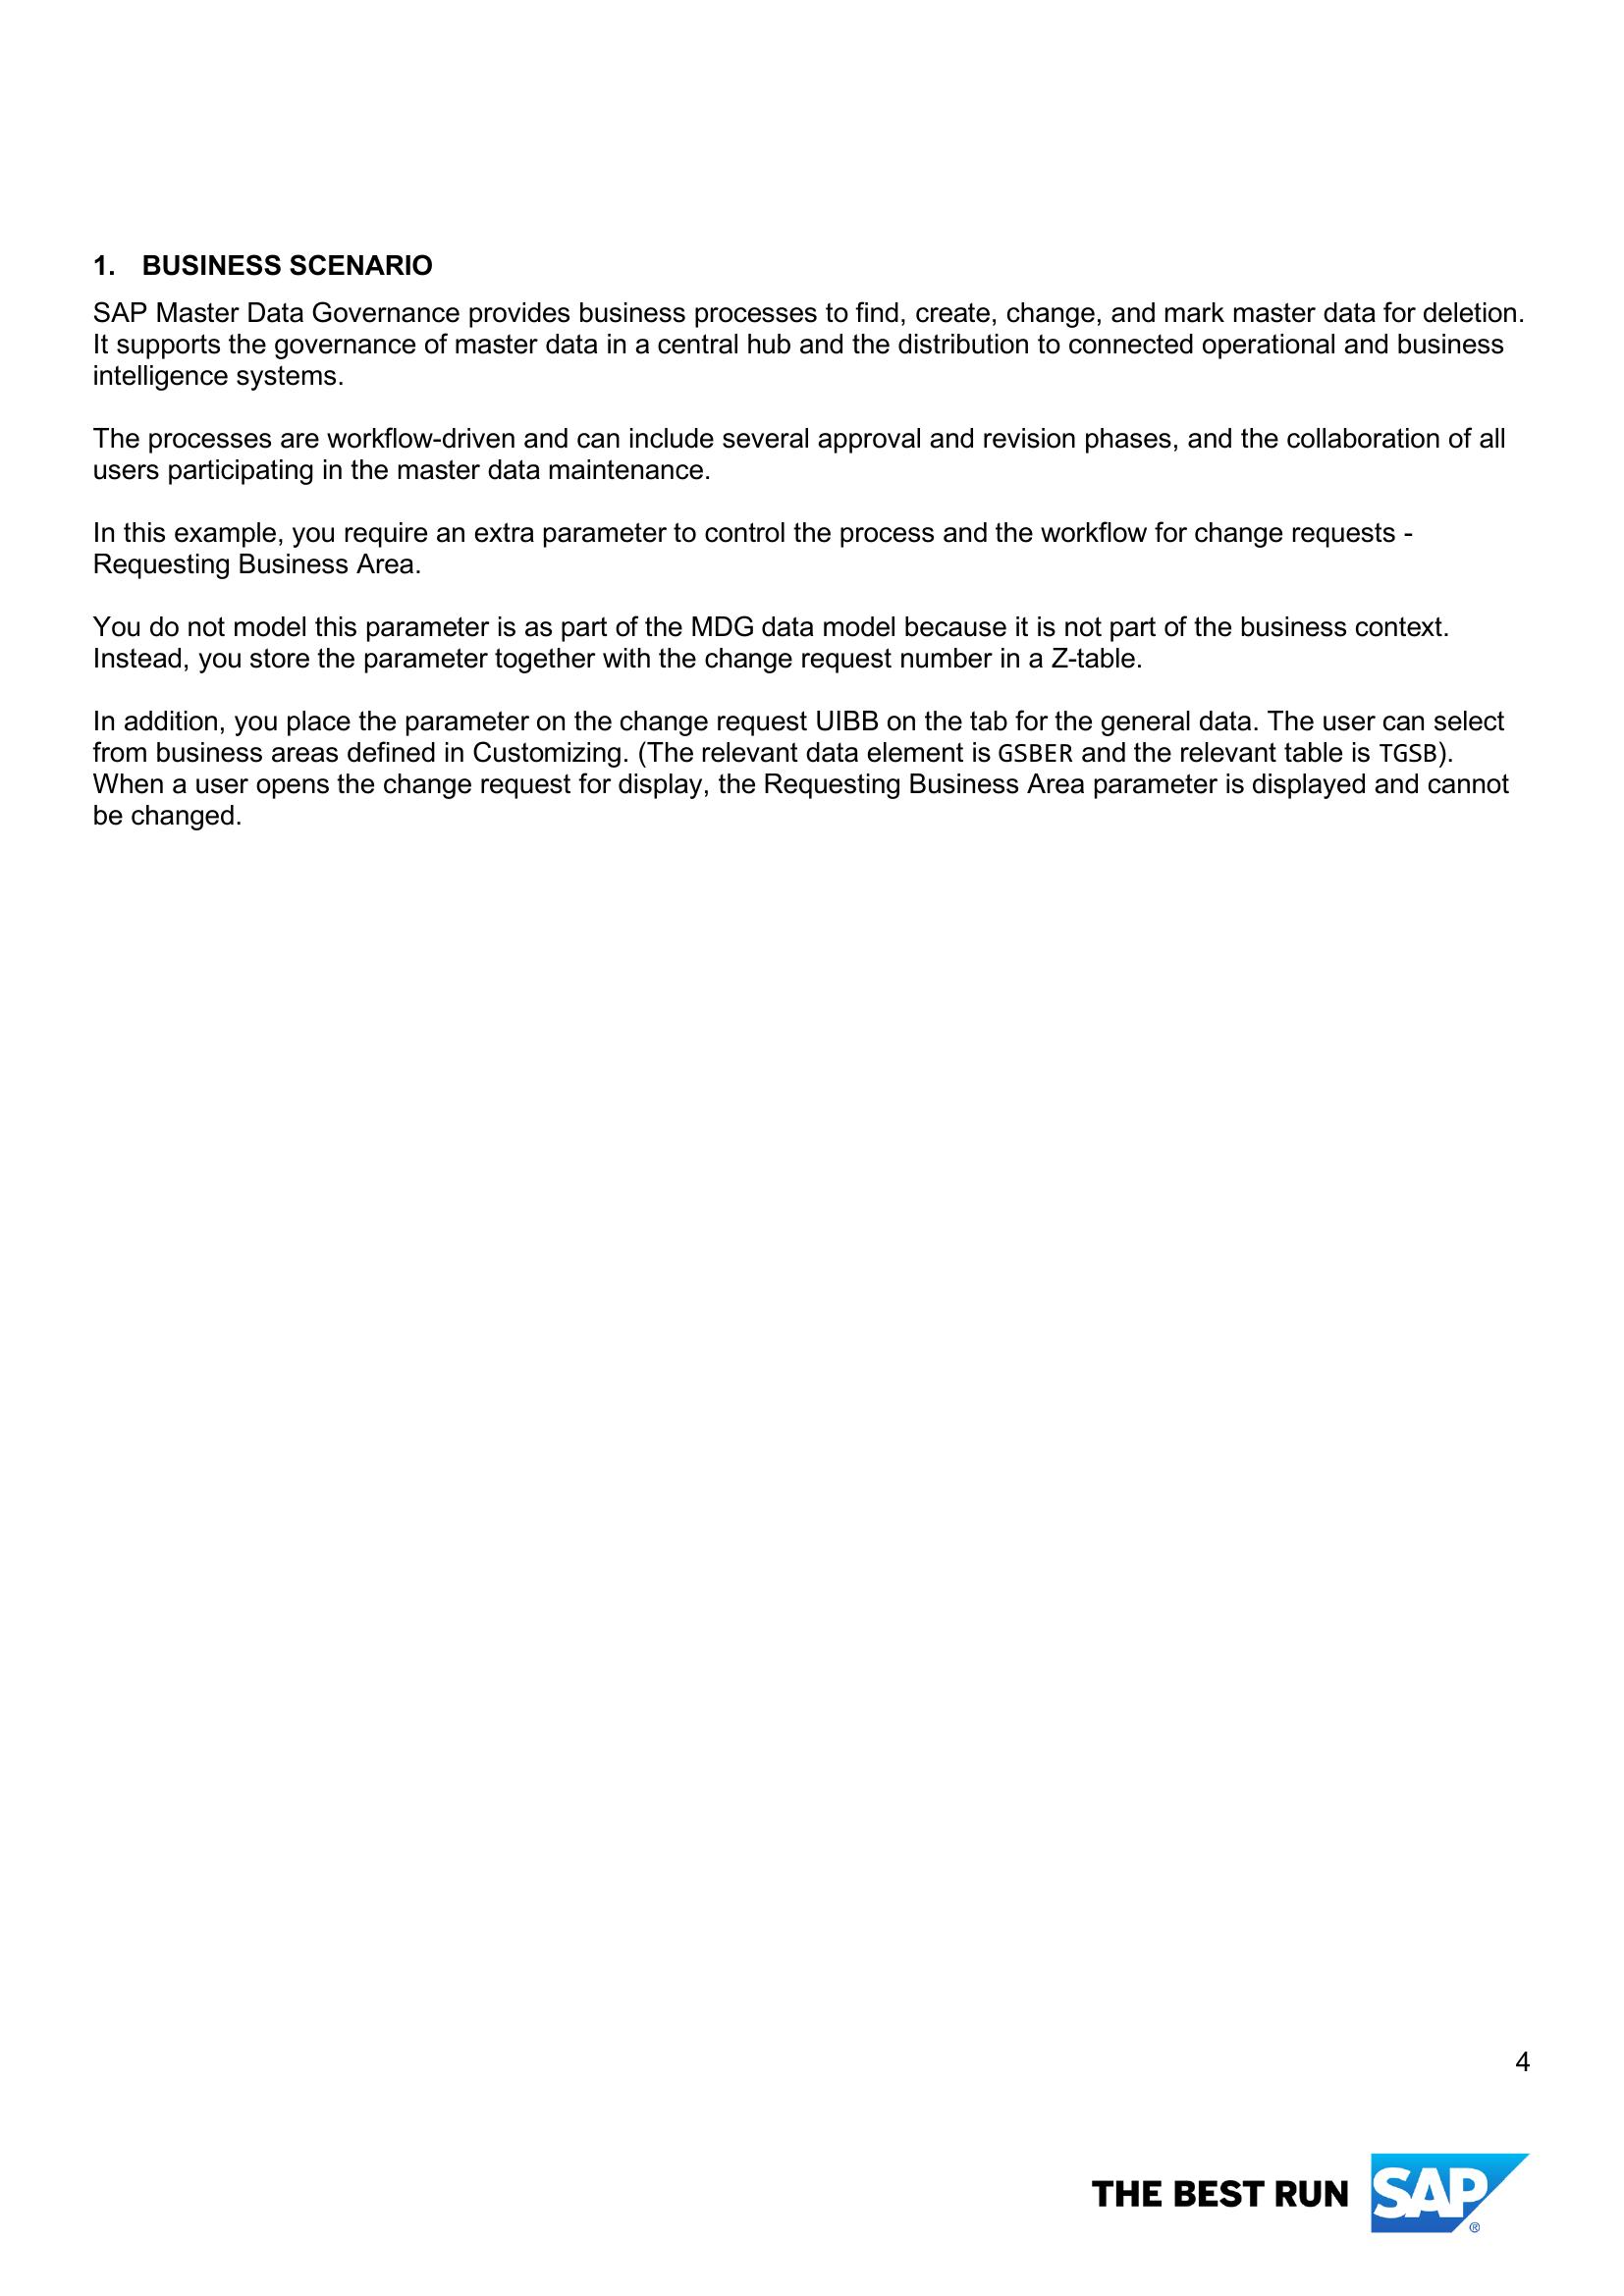 1. BUSINESS SCENARIO
SAP Master Data Governance provides business processes to find, create, change, and mark master data for deletion.
It supports the governance of master data in a central hub and the distribution to connected operational and business
intelligence systems.
The processes are workflow-driven and can include several approval and revision phases, and the collaboration of all
users participating in the master data maintenance.
In this example, you require an extra parameter to control the process and the workflow for change requests -
Requesting Business Area.
You do not model this parameter is as part of the MDG data model because it is not part of the business context.
Instead, you store the parameter together with the change request number in a Z-table.
In addition, you place the parameter on the change request UIBB on the tab for the general data. The user can select
from business areas defined in Customizing. (The relevant data element is GSBER and the relevant table is TGSB).
When a user opens the change request for display, the Requesting Business Area parameter is displayed and cannot
be changed.
4
THE BEST RUN SAP ®